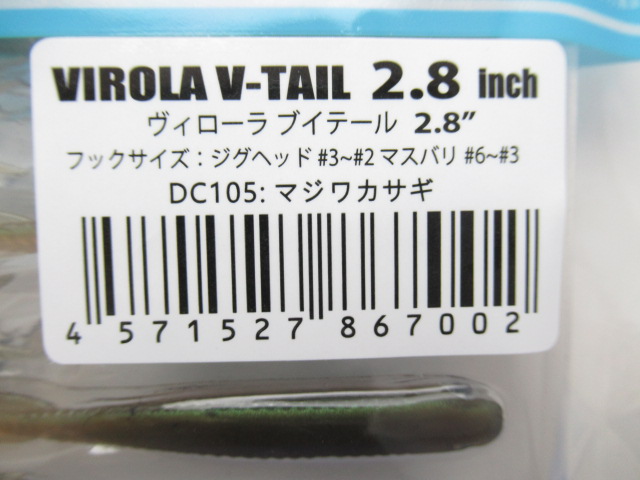 VIROLA V-TAIL 2.8 inch
ヴィローラ ブイテール 2.8”
フックサイズ：ジグヘッド #3~#2 マスバリ #6~#3
DC105: マジワカサギ
4 571527 867002